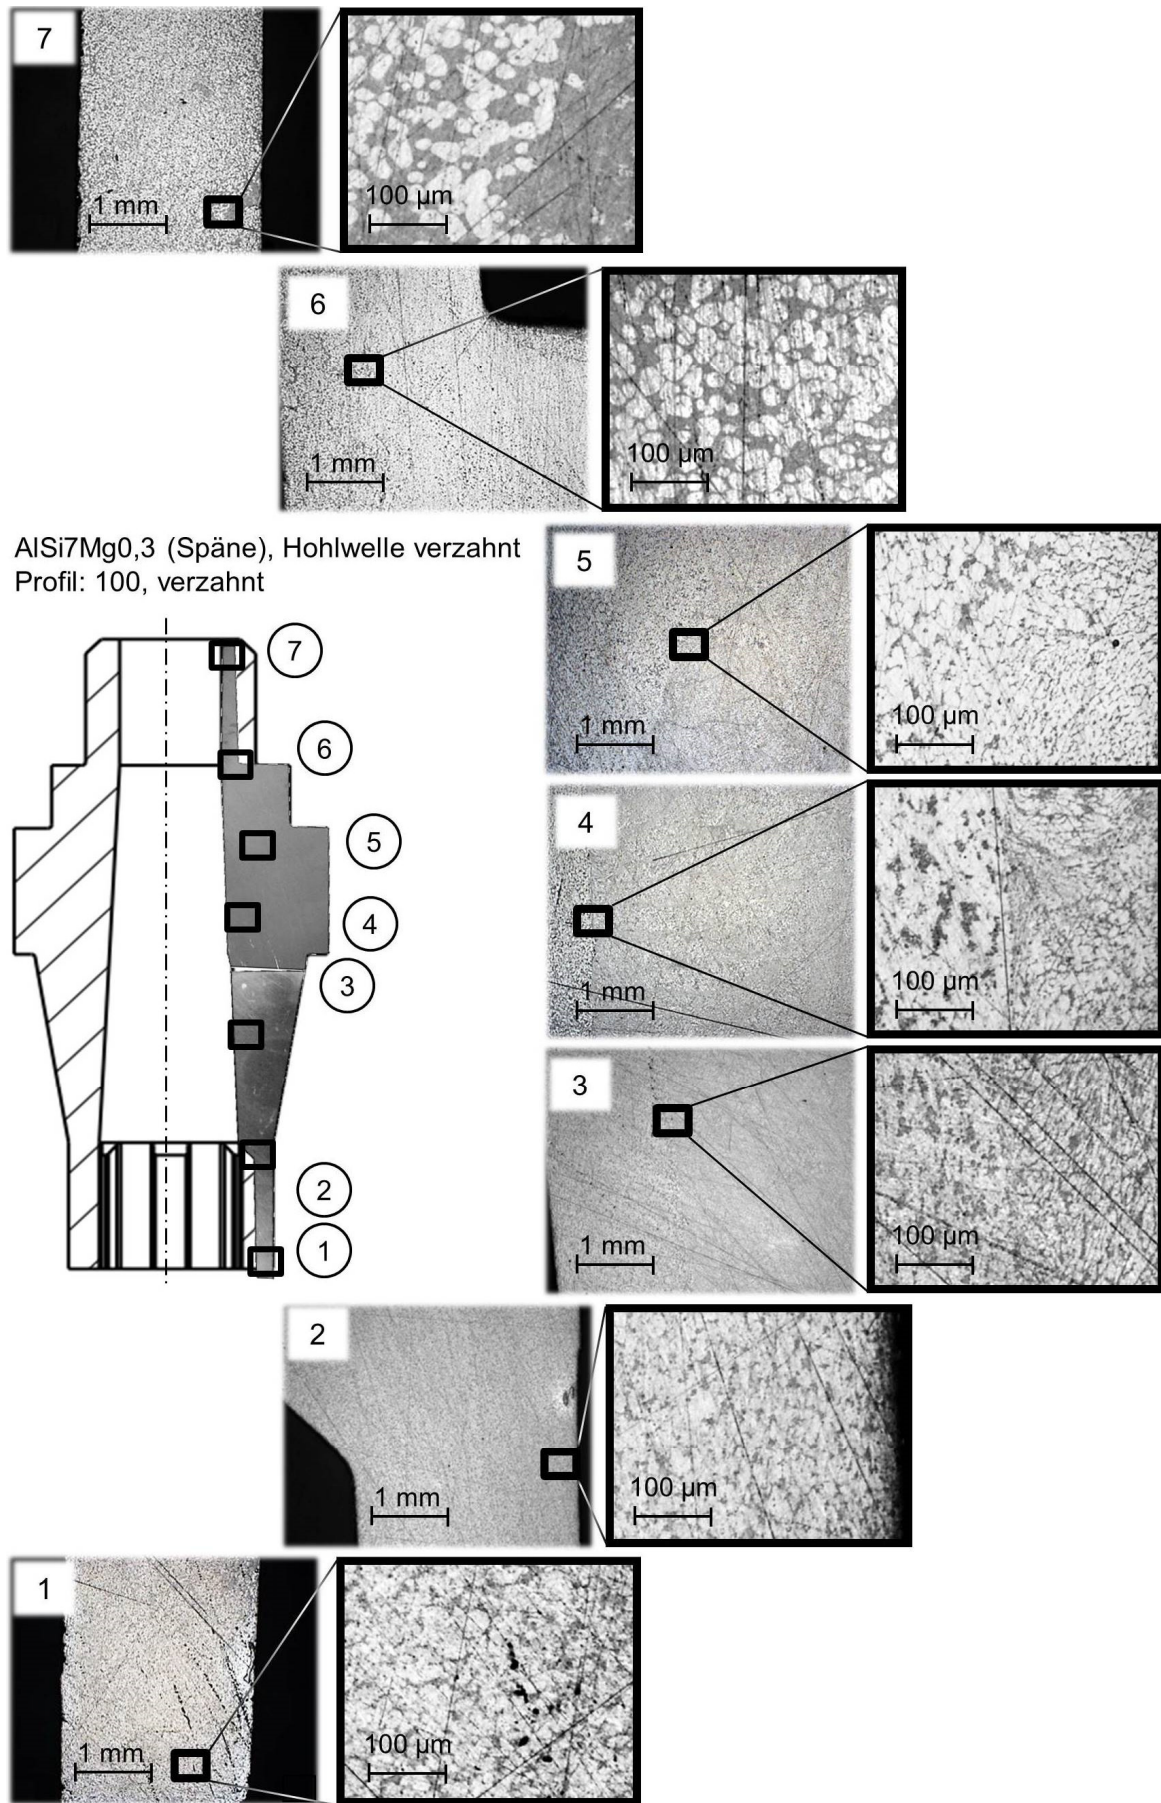 7
1 mm
100 µm
6
1 mm
100 µm
AlSi7Mg0,3 (Späne), Hohlwelle verzahnt
Profil: 100, verzahnt
7
6
5
4
3
2
1
5
1 mm
100 µm
4
1 mm
100 µm
3
1 mm
100 µm
2
1 mm
100 µm
1
1 mm
100 µm